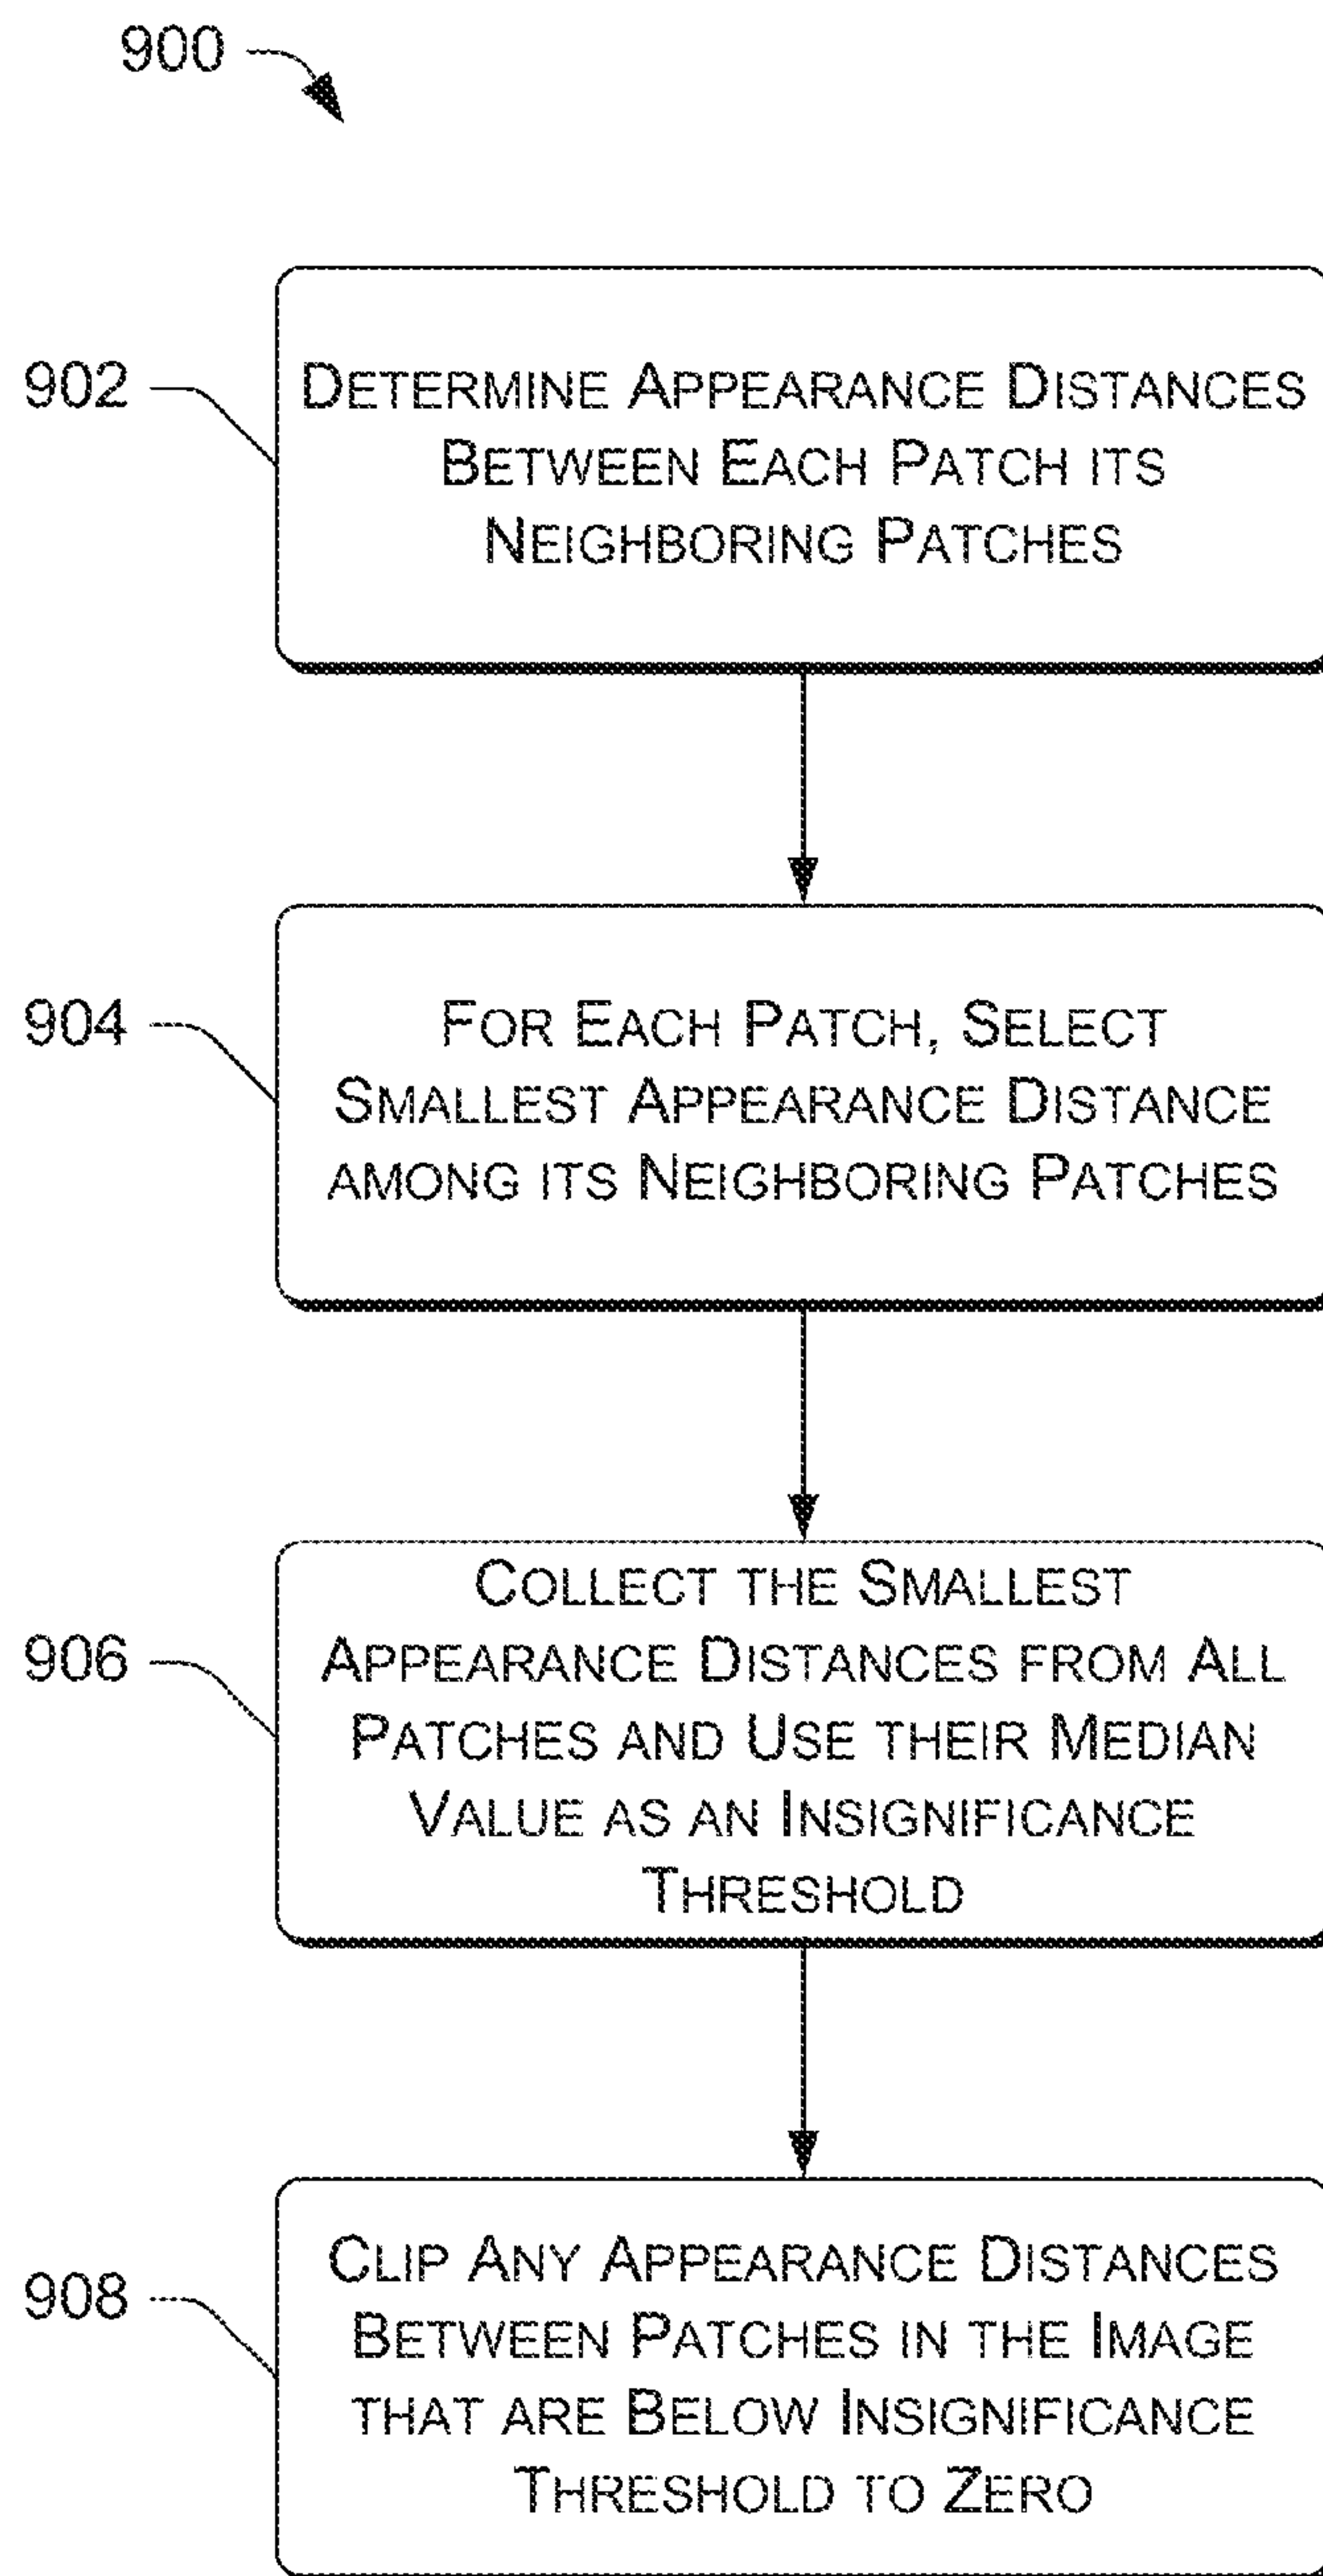 900
902
DETERMINE APPEARANCE DISTANCES
BETWEEN EACH PATCH ITS
NEIGHBORING PATCHES
904
FOR EACH PATCH, SELECT
SMALLEST APPEARANCE DISTANCE
AMONG ITS NEIGHBORING PATCHES
906
COLLECT THE SMALLEST
APPEARANCE DISTANCES FROM ALL
PATCHES AND USE THEIR MEDIAN
VALUE AS AN INSIGNIFICANCE
THRESHOLD
908
CLIP ANY APPEARANCE DISTANCES
BETWEEN PATCHES IN THE IMAGE
THAT ARE BELOW INSIGNIFICANCE
THRESHOLD TO ZERO